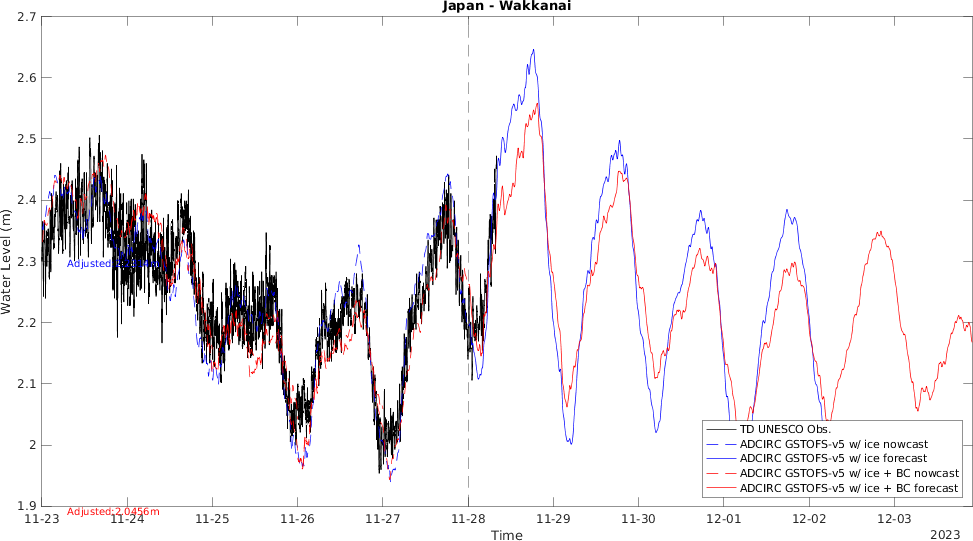 Japan - Wakkanai
Water Level (m)
2.7
2.6
2.5
2.4
2.3
2.2
2.1
2
1.9
Adjusted:
Adjusted:2.0456m
TD UNESCO Obs.
ADCIRC GSTOFS-v5 w/ ice nowcast
ADCIRC GSTOFS-v5 w/ ice forecast
ADCIRC GSTOFS-v5 w/ ice + BC nowcast
ADCIRC GSTOFS-v5 w/ ice + BC forecast
11-23 11-24 11-25 11-26 11-27 11-28 11-29 11-30 12-01 12-02 12-03
Time
2023